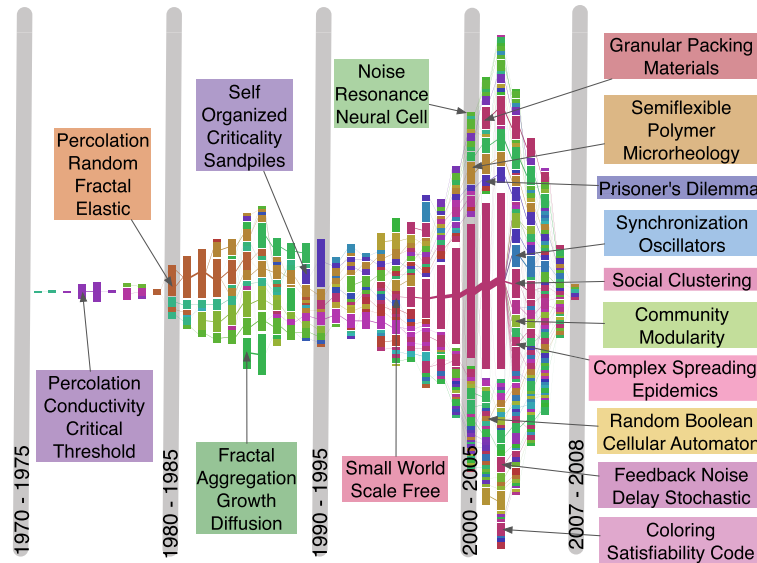 Percolation
Random
Fractal
Elastic
Self
Organized
Criticality
Sandpiles
Noise
Resonance
Neural Cell
Granular Packing
Materials
Semiflexible
Polymer
Microrheology
Prisoner's Dilemma
Synchronization
Oscillators
Social Clustering
Community
Modularity
Complex Spreading
Epidemics
Random Boolean
Cellular Automaton
Feedback Noise
Delay Stochastic
Coloring
Satisfiability Code
Percolation
Conductivity
Critical
Threshold
Fractal
Aggregation
Growth
Diffusion
Small World
Scale Free
1970 - 1975
1980 - 1985
1990 - 1995
2000 - 2005
2007 - 2008